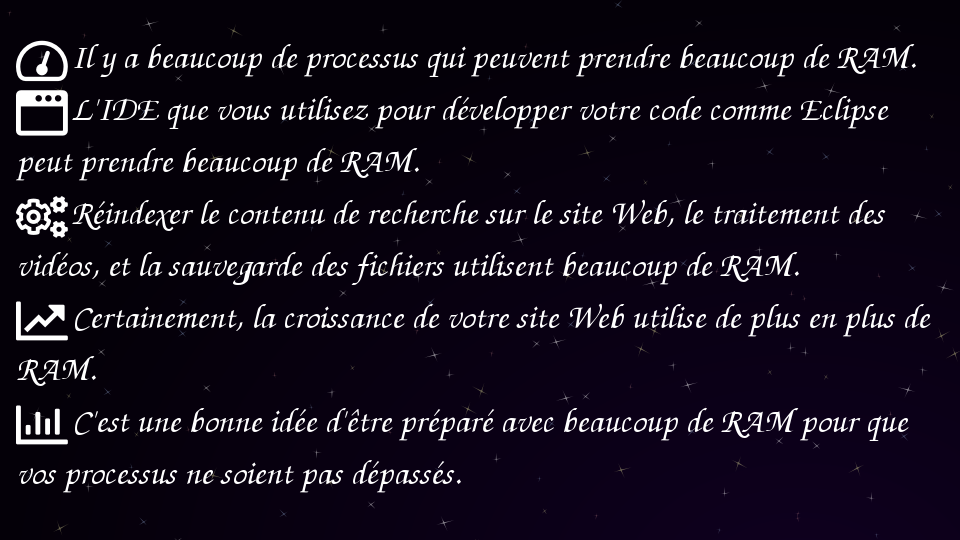 Il y a beaucoup de processus qui peuvent prendre beaucoup de RAM.
L'IDE que vous utilisez pour développer votre code comme Eclipse
peut prendre beaucoup de RAM.
Réindexer le contenu de recherche sur le site Web, le traitement des
vidéos, et la sauvegarde des fichiers utilisent beaucoup de RAM.
Certainement, la croissance de votre site Web utilise de plus en plus de
RAM.
C'est une bonne idée d'être préparé avec beaucoup de RAM pour que
vos processus ne soient pas dépassés.